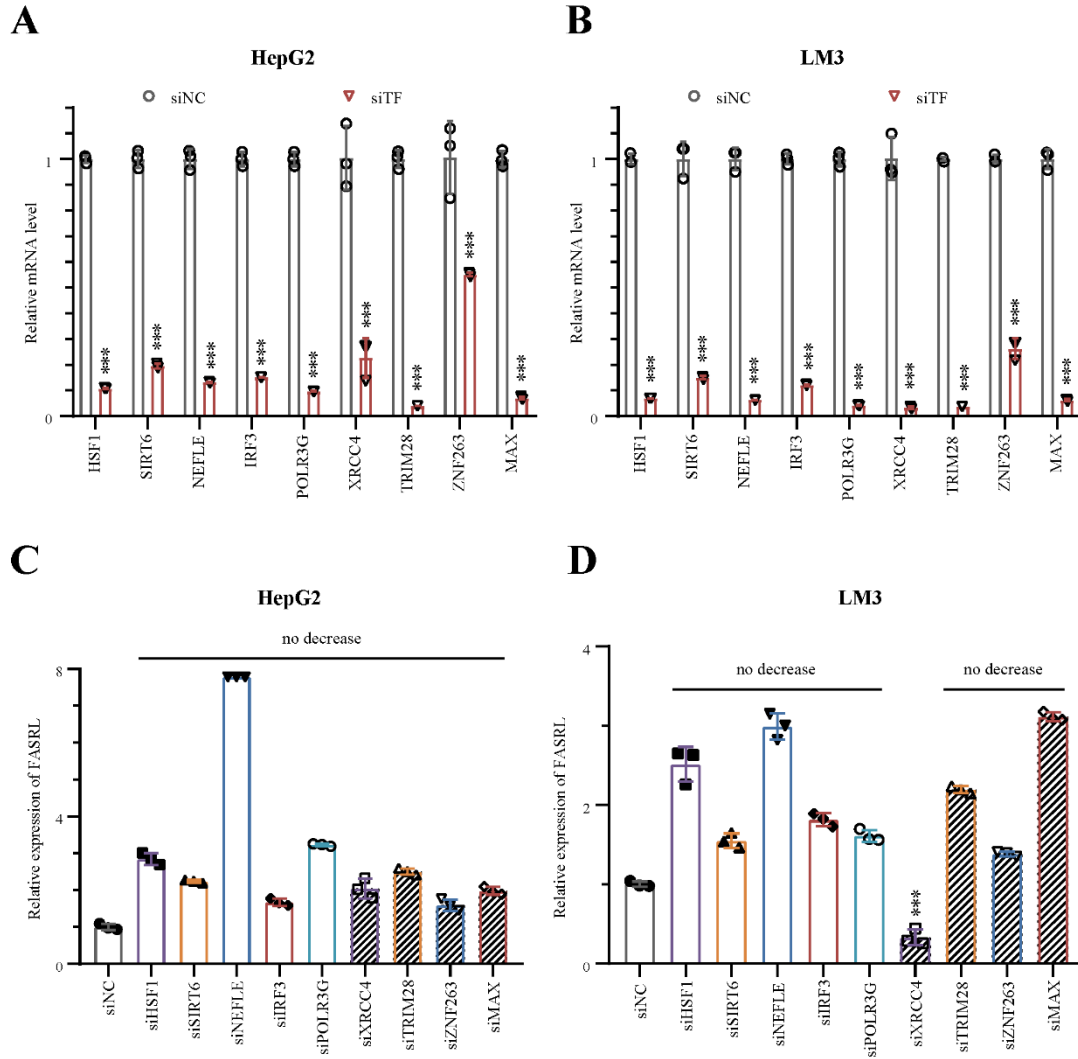 A
HepG2
siNC
siTF
Relative mRNA level
1
0
***
***
***
***
***
***
***
***
***
HSF1
SIRT6
NEFLE
IRF3
POLR3G
XRCC4
TRIM28
ZNF263
MAX
B
LM3
siNC
siTF
Relative mRNA level
1
0
***
***
***
***
***
***
***
***
***
HSF1
SIRT6
NEFLE
IRF3
POLR3G
XRCC4
TRIM28
ZNF263
MAX
C
HepG2
no decrease
Relative expression of FASRL
8
4
0
siNC
siHSF1
siSIRT6
siNEFLE
siIRF3
siPOLR3G
siXRCC4
siTRIM28
siZNF263
siMAX
D
LM3
no decrease
no decrease
Relative expression of FASRL
4
2
0
***
siNC
siHSF1
siSIRT6
siNEFLE
siIRF3
siPOLR3G
siXRCC4
siTRIM28
siZNF263
siMAX